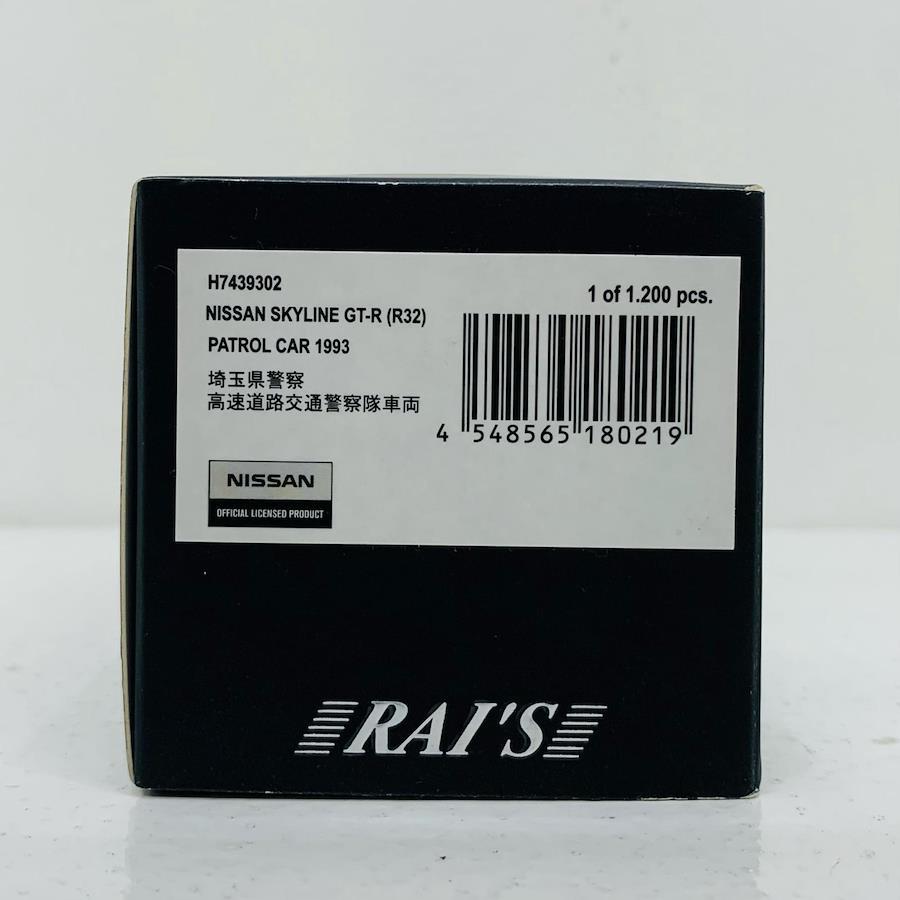 H7439302
1 of 1.200 pcs.
NISSAN SKYLINE GT-R (R32)
PATROL CAR 1993
埼玉県警察
高速道路交通警察隊車両
4 548565 180219
NISSAN
OFFICIAL LICENSED PRODUCT
RAI'S